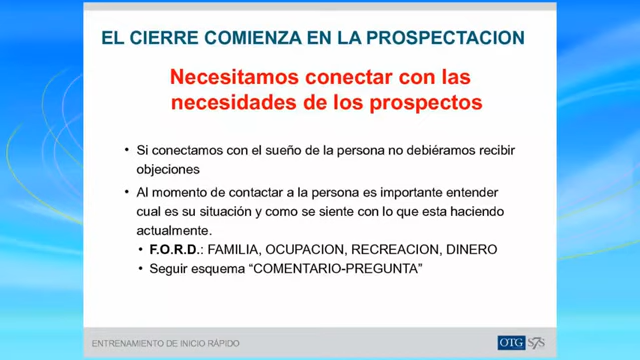 EL CIERRE COMIENZA EN LA PROSPECTACION
Necesitamos conectar con las
necesidades de los prospectos
• Si conectamos con el sueño de la persona no debiéramos recibir
objeciones
• Al momento de contactar a la persona es importante entender
cual es su situación y como se siente con lo que esta haciendo
actualmente.
• F.O.R.D.: FAMILIA, OCUPACION, RECREACION, DINERO
• Seguir esquema “COMENTARIO-PREGUNTA”
ENTRENAMIENTO DE INICIO RÁPIDO
OTG S7S